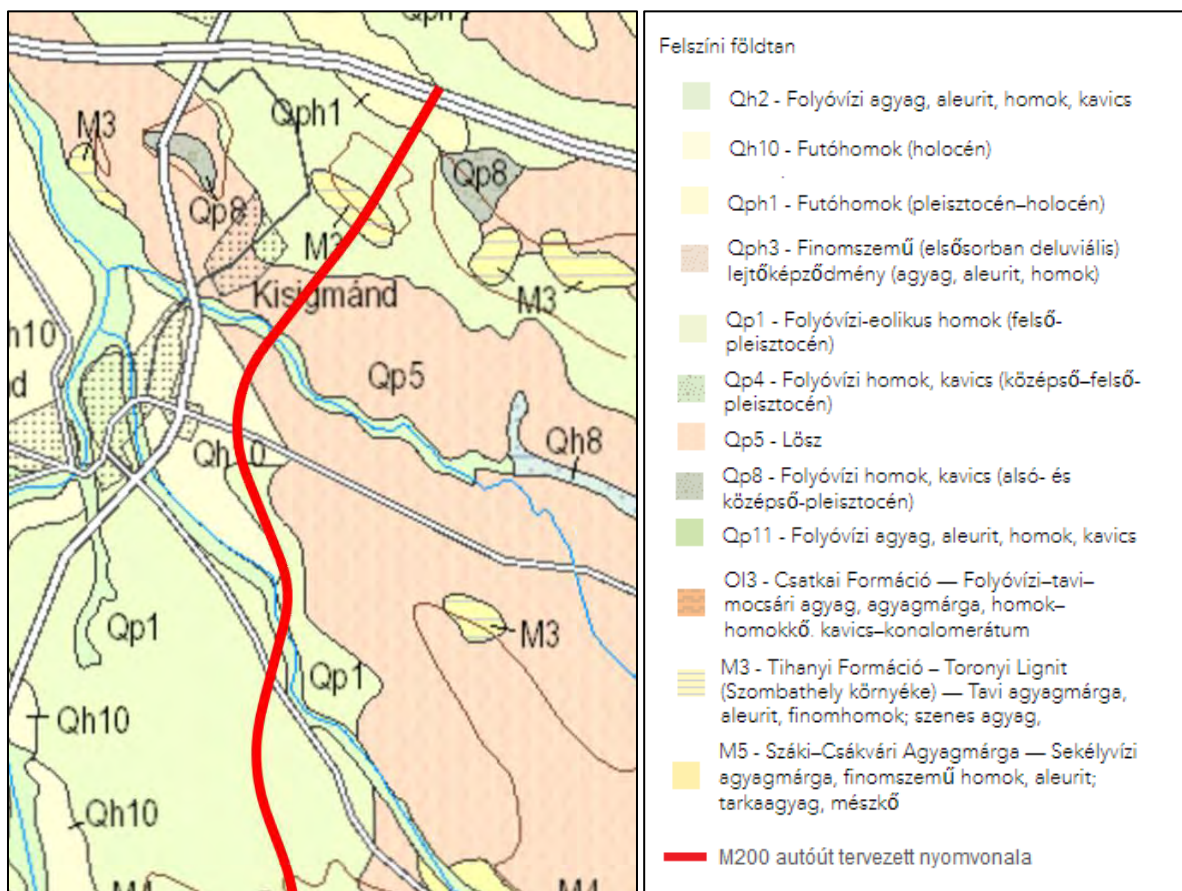 Qph1
M3
Qph1
Qp8
Qp8
M3
M3
Kisigmánd
h10
d
Qp5
Qh8
Qh10
M3
Qp1
Qp1
Qh10
Qh10
M4
M4
Felszíni földtan
Qh2 - Folyóvízi agyag, aleurit, homok, kavics
Qh10 - Futóhomok (holocén)
Qph1 - Futóhomok (pleisztocén–holocén)
Qph3 - Finomszemű (elsősorban deluviális)
lejtőképződmény (agyag, aleurit, homok)
Qp1 - Folyóvízi-eolikus homok (felső-
pleisztocén)
Qp4 - Folyóvízi homok, kavics (középső–felső-
pleisztocén)
Qp5 - Lösz
Qp8 - Folyóvízi homok, kavics (alsó- és
középső-pleisztocén)
Qp11 - Folyóvízi agyag, aleurit, homok, kavics
Ol3 - Csatkai Formáció — Folyóvízi–tavi–
mocsári agyag, agyagmárga, homok–
homokkő. kavics–konglomerátum
M3 - Tihanyi Formáció – Toronyi Lignit
(Szombathely környéke) — Tavi agyagmárga,
aleurit, finomhomok; szenes agyag,
M5 - Száki–Csákvári Agyagmárga — Sekélyvízi
agyagmárga, finomszemű homok, aleurit;
tarkaagyag, mészkő
M200 autóút tervezett nyomvonala